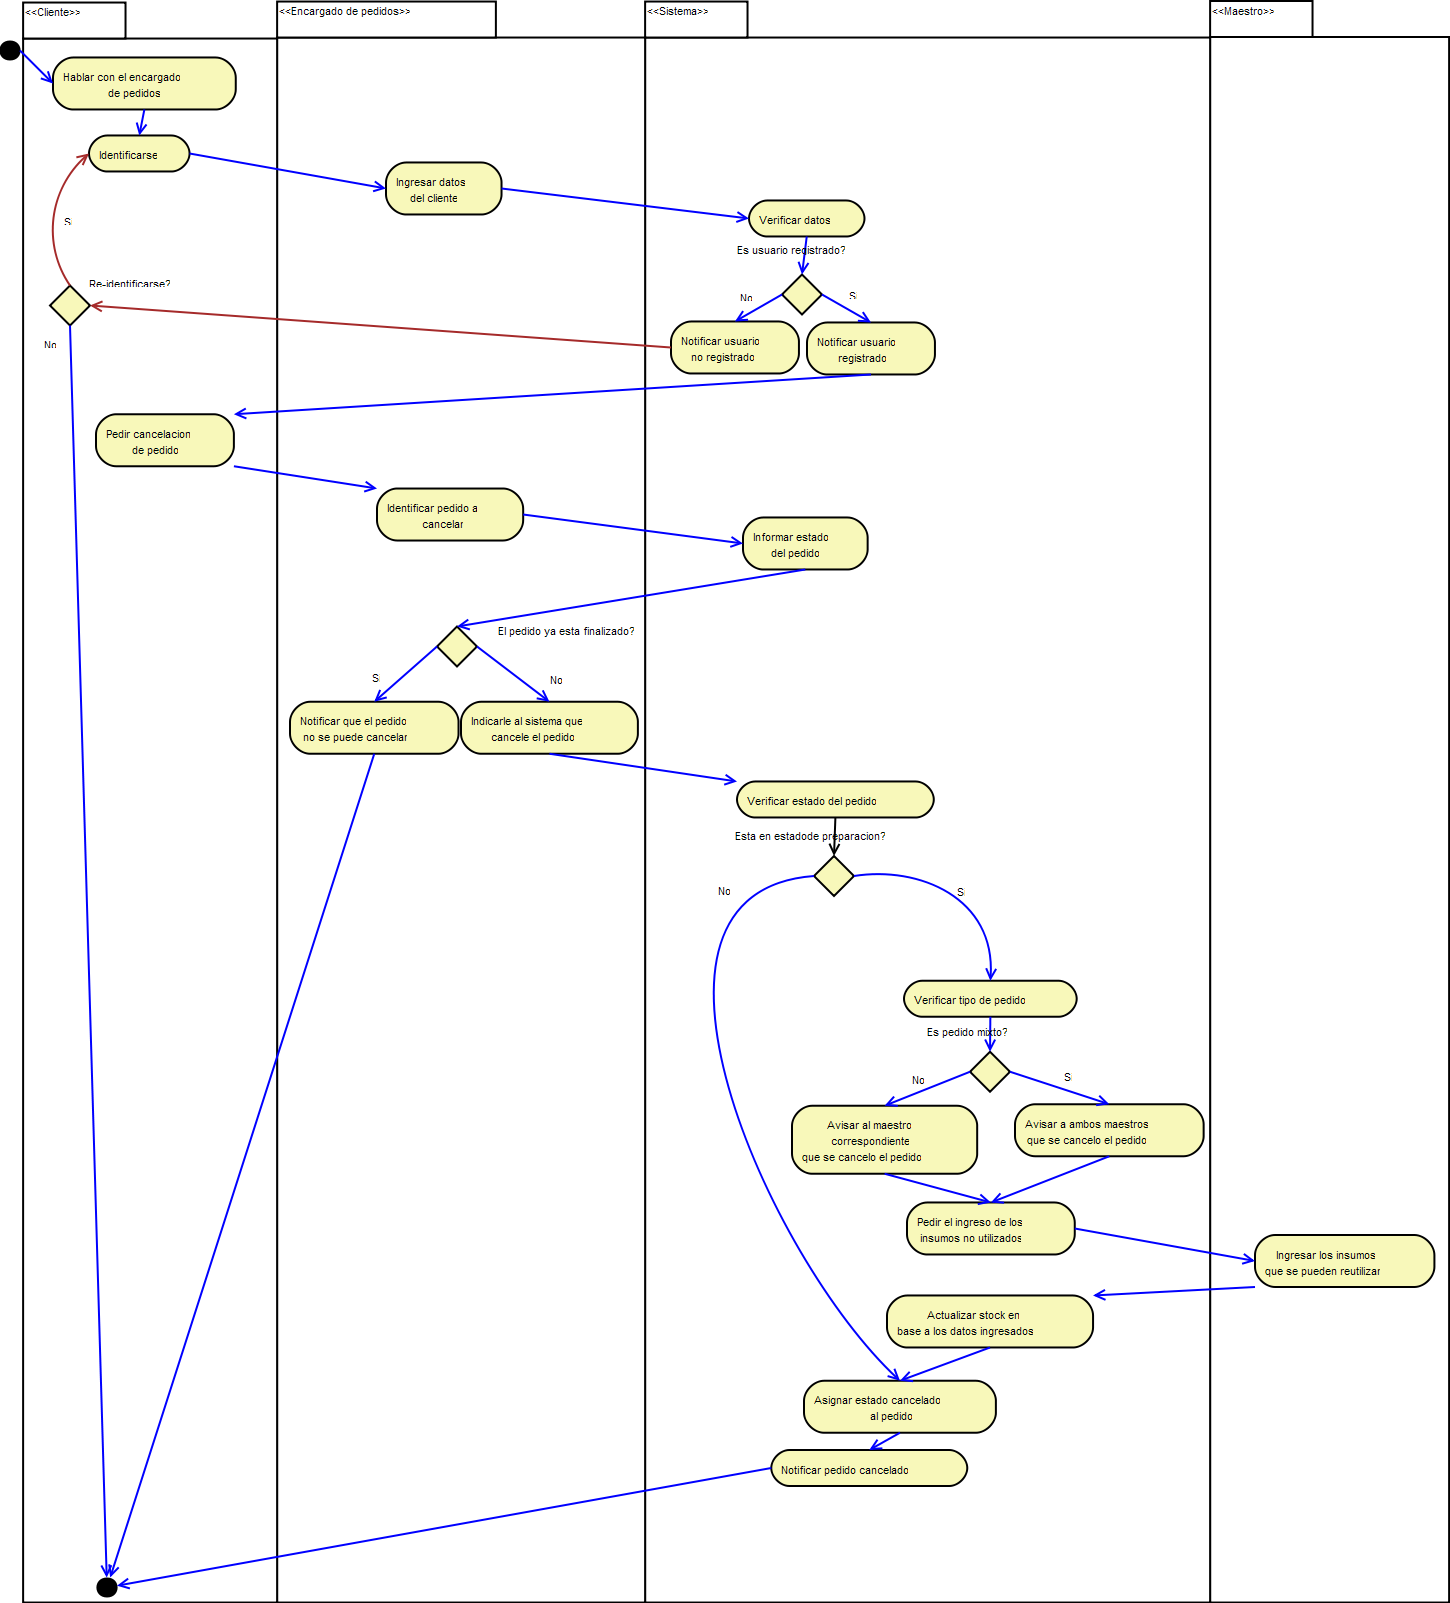 <<Cliente>>
<<Encargado de pedidos>>
<<Sistema>>
<<Maestro>>
Hablar con el encargado
de pedidos
Identificarse
Ingresar datos
del cliente
Verificar datos
Es usuario registrado?
No
Si
Si
Re-identificarse?
No
Notificar usuario
no registrado
Notificar usuario
registrado
Pedir cancelacion
de pedido
Identificar pedido a
cancelar
Informar estado
del pedido
El pedido ya esta finalizado?
Si
No
Notificar que el pedido
no se puede cancelar
Indicarle al sistema que
cancele el pedido
Verificar estado del pedido
Esta en estadode preparacion?
No
Si
Verificar tipo de pedido
Es pedido mixto?
No
Si
Avisar al maestro
correspondiente
que se cancelo el pedido
Avisar a ambos maestros
que se cancelo el pedido
Pedir el ingreso de los
insumos no utilizados
Ingresar los insumos
que se pueden reutilizar
Actualizar stock en
base a los datos ingresados
Asignar estado cancelado
al pedido
Notificar pedido cancelado